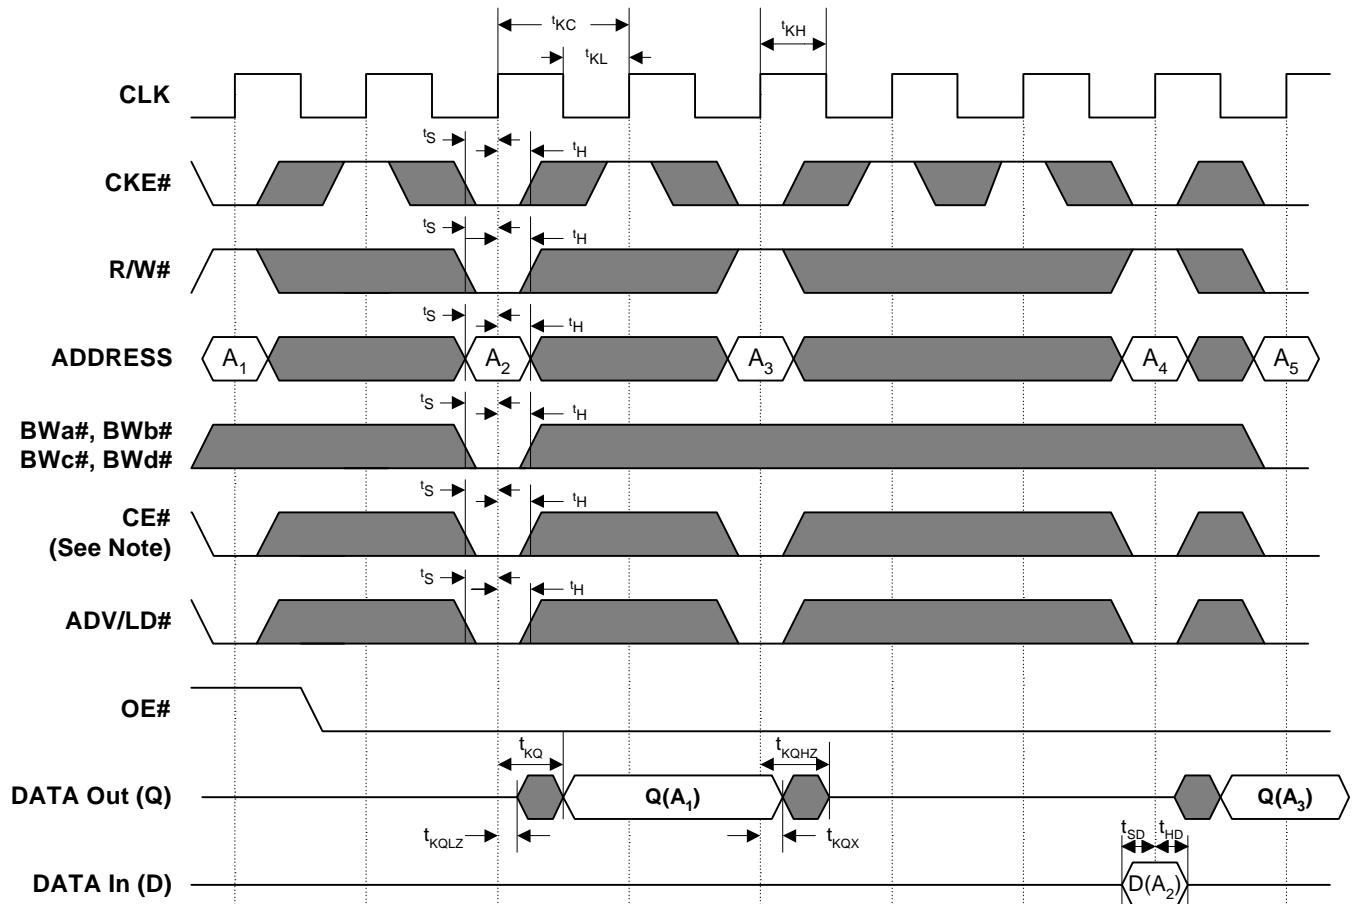 tKC
tKH
tKL
CLK
tS
tH
CKE#
tS
tH
R/W#
tS
tH
ADDRESS
A1
A2
A3
A4
A5
tS
tH
BWa#, BWb#
BWc#, BWd#
tS
tH
CE#
(See Note)
tS
tH
ADV/LD#
OE#
tKQ
tKQHZ
DATA Out (Q)
Q(A1)
Q(A3)
tKQLZ
tKQX
tSD
tHD
DATA In (D)
D(A2)